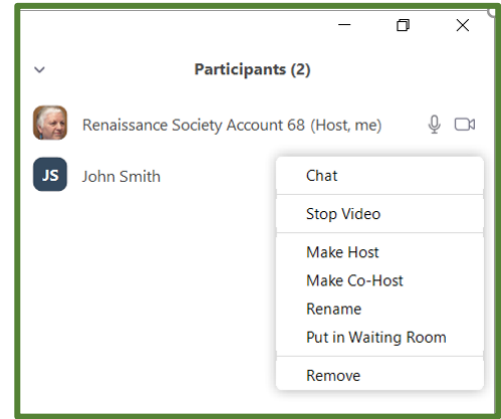 Participants (2)
Renaissance Society Account 68 (Host, me)
JS John Smith
Chat
Stop Video
Make Host
Make Co-Host
Rename
Put in Waiting Room
Remove